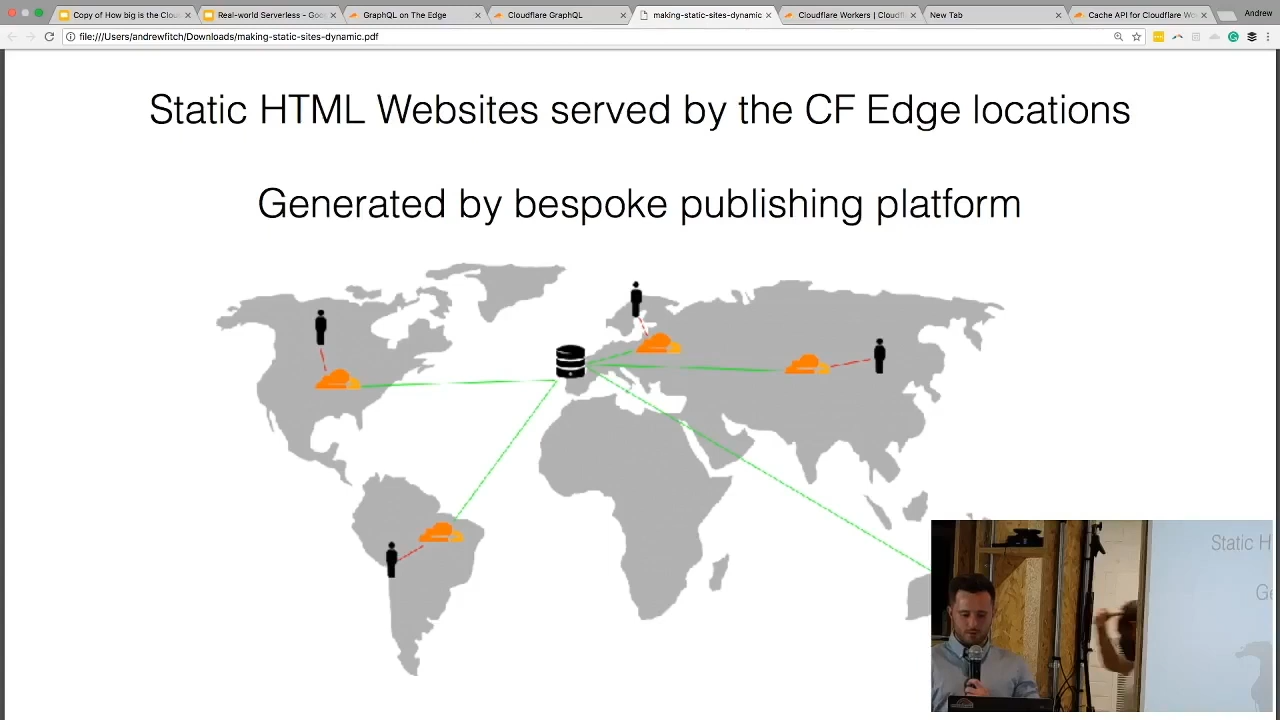 Copy of How big is the Clou
Real-world Serverless - Goo
GraphQL on The Edge
Cloudflare GraphQL
making-static-sites-dynamic.
Cloudflare Workers | Cloudf
New Tab
Cache API for Cloudflare Wo
Andrew
file:///Users/andrewfitch/Downloads/making-static-sites-dynamic.pdf
Static HTML Websites served by the CF Edge locations
Generated by bespoke publishing platform
Static H
Ge